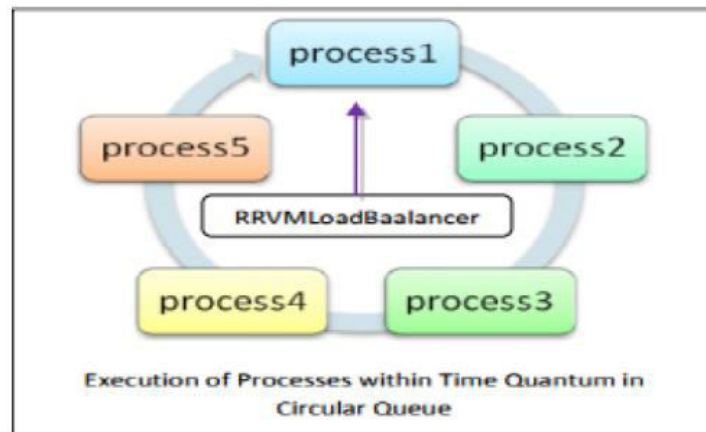 process1
process5
process2
RRVMLoadBaalancer
process4
process3
Execution of Processes within Time Quantum in
Circular Queue